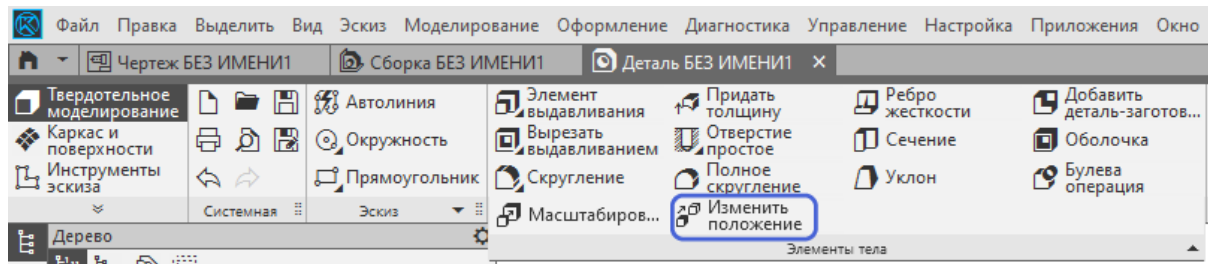 Файл Правка Выделить Вид Эскиз Моделирование Оформление Диагностика Управление Настройка Приложения Окно
Чертеж БЕЗ ИМЕНИ1 Сборка БЕЗ ИМЕНИ1 Деталь БЕЗ ИМЕНИ1 ×
Твердотельное моделирование
Каркас и поверхности
Инструменты эскиза
Системная
Автолиния
Окружность
Прямоугольник
Эскиз
Элемент выдавливания
Придать толщину
Ребро жесткости
Добавить деталь-заготов...
Вырезать выдавливанием
Отверстие простое
Сечение
Оболочка
Скругление
Полное скругление
Уклон
Булева операция
Масштабиров...
Изменить положение
Элементы тела
Дерево